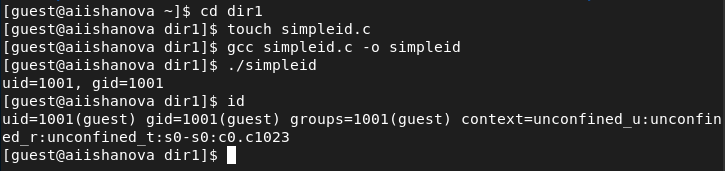 [guest@aiishanova ~]$ cd dir1
[guest@aiishanova dir1]$ touch simpleid.c
[guest@aiishanova dir1]$ gcc simpleid.c -o simpleid
[guest@aiishanova dir1]$ ./simpleid
uid=1001, gid=1001
[guest@aiishanova dir1]$ id
uid=1001(guest) gid=1001(guest) groups=1001(guest) context=unconfined_u:unconfin
ed_r:unconfined_t:s0-s0:c0.c1023
[guest@aiishanova dir1]$